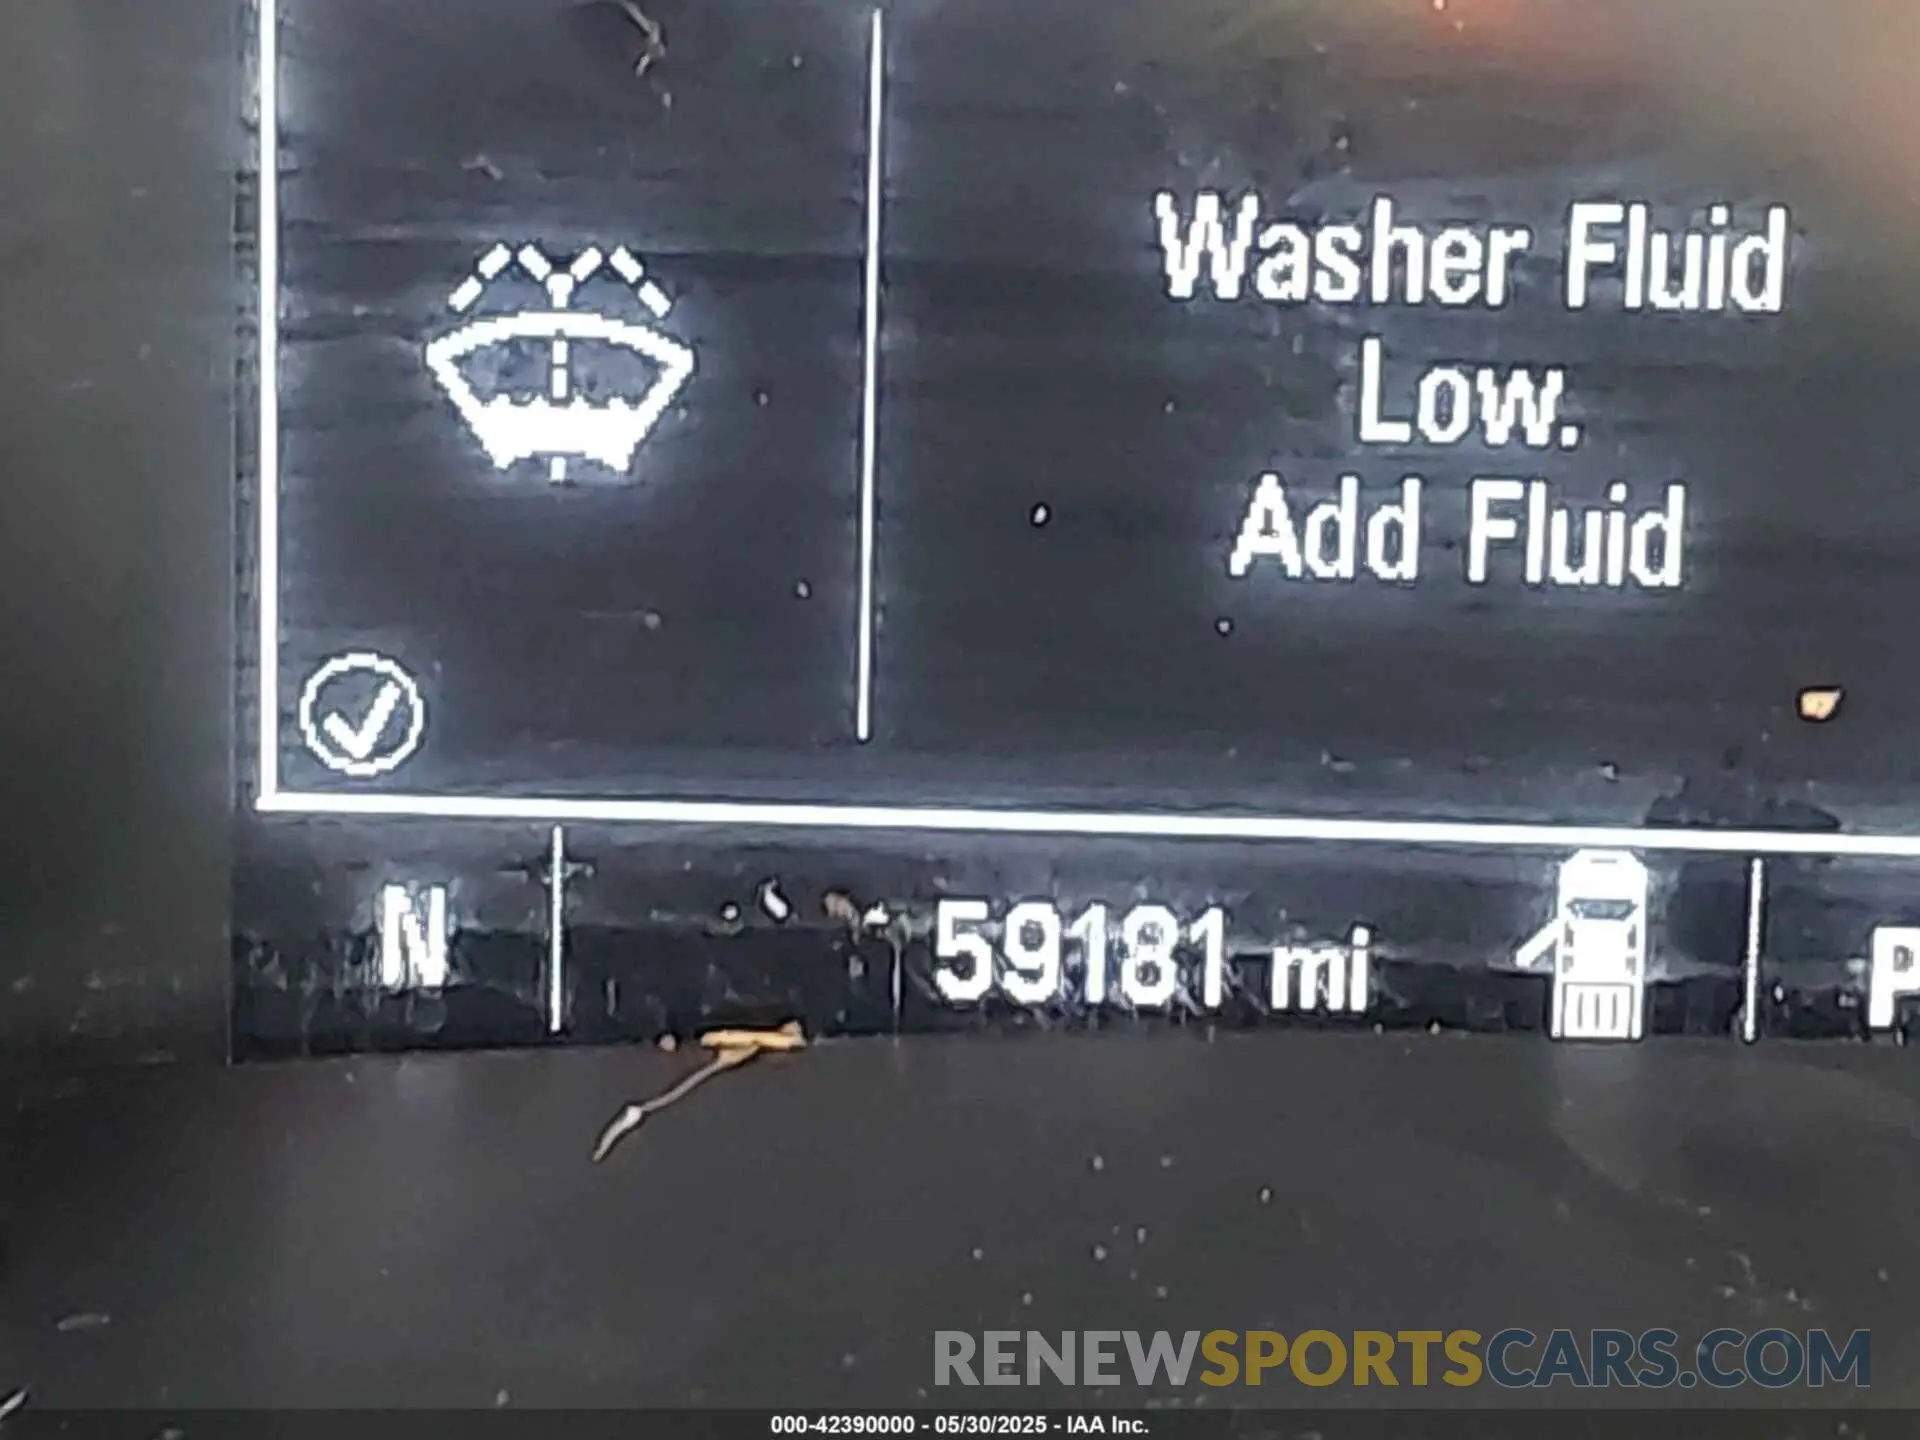 Washer Fluid
Low.
Add Fluid
N
59181 mi
P
RENEWSPORTSCARS.COM
000-42390000 - 05/30/2025 - IAA Inc.